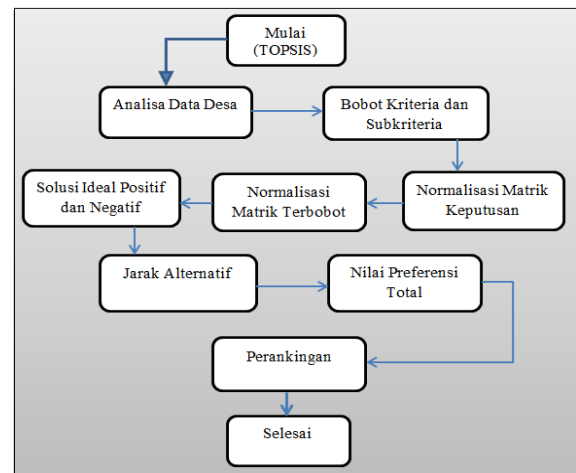 Mulai
(TOPSIS)
Analisa Data Desa
Bobot Kriteria dan
Subkriteria
Normalisasi Matrik
Keputusan
Normalisasi
Matrik Terbobot
Solusi Ideal Positif
dan Negatif
Jarak Alternatif
Nilai Preferensi
Total
Perankingan
Selesai